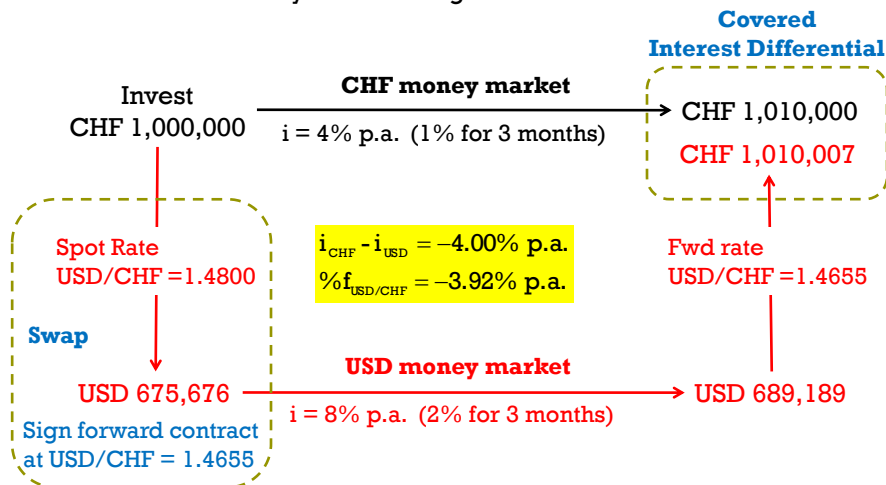 Covered
Interest Differential
CHF money market
Invest
CHF 1,000,000
CHF 1,010,000
i = 4% p.a. (1% for 3 months)
CHF 1,010,007
Spot Rate
USD/CHF =1.4800
i_CHF - i_USD = −4.00% p.a.
%f_USD/CHF = −3.92% p.a.
Fwd rate
USD/CHF =1.4655
Swap
USD money market
USD 675,676
USD 689,189
i = 8% p.a. (2% for 3 months)
Sign forward contract
at USD/CHF = 1.4655